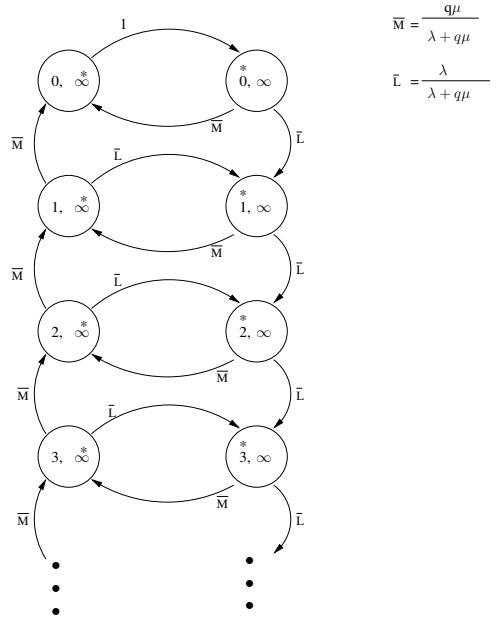 1
M̅ = qμ / λ + qμ
0, ∞*
*0, ∞
L̅ = λ / λ + qμ
M̅
M̅
L̅
L̅
1, ∞*
*1, ∞
M̅
M̅
L̅
L̅
2, ∞*
*2, ∞
M̅
M̅
L̅
L̅
3, ∞*
*3, ∞
M̅
M̅
L̅